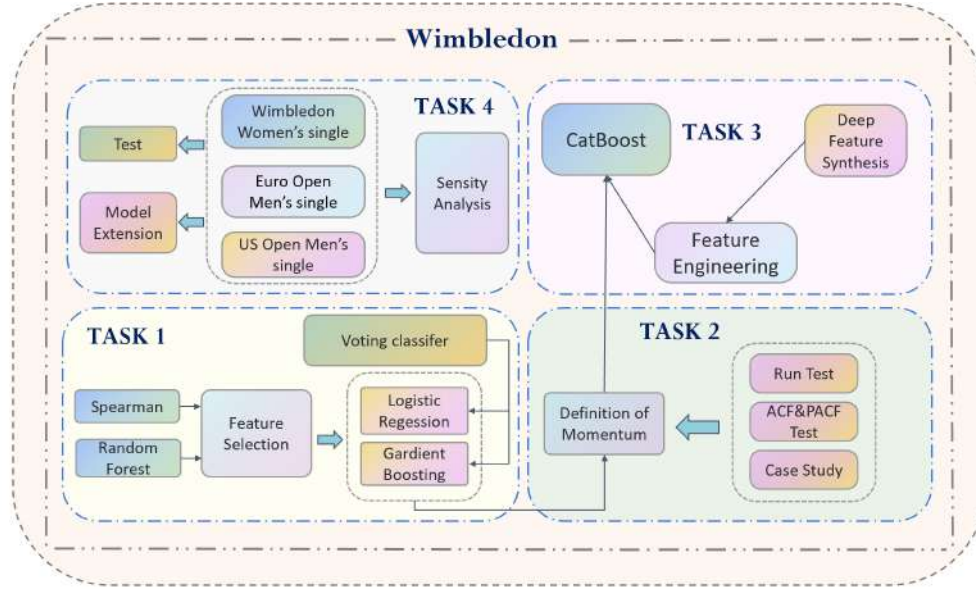 Wimbledon
TASK 4
Wimbledon
Women's single
Test
Euro Open
Men's single
Sensity
Analysis
Model
Extension
US Open Men's
single
TASK 3
CatBoost
Deep
Feature
Synthesis
Feature
Engineering
TASK 1
Voting classifer
Spearman
Random
Forest
Feature
Selection
Logistic
Regression
Gardient
Boosting
TASK 2
Definition of
Momentum
Run Test
ACF&PACF
Test
Case Study